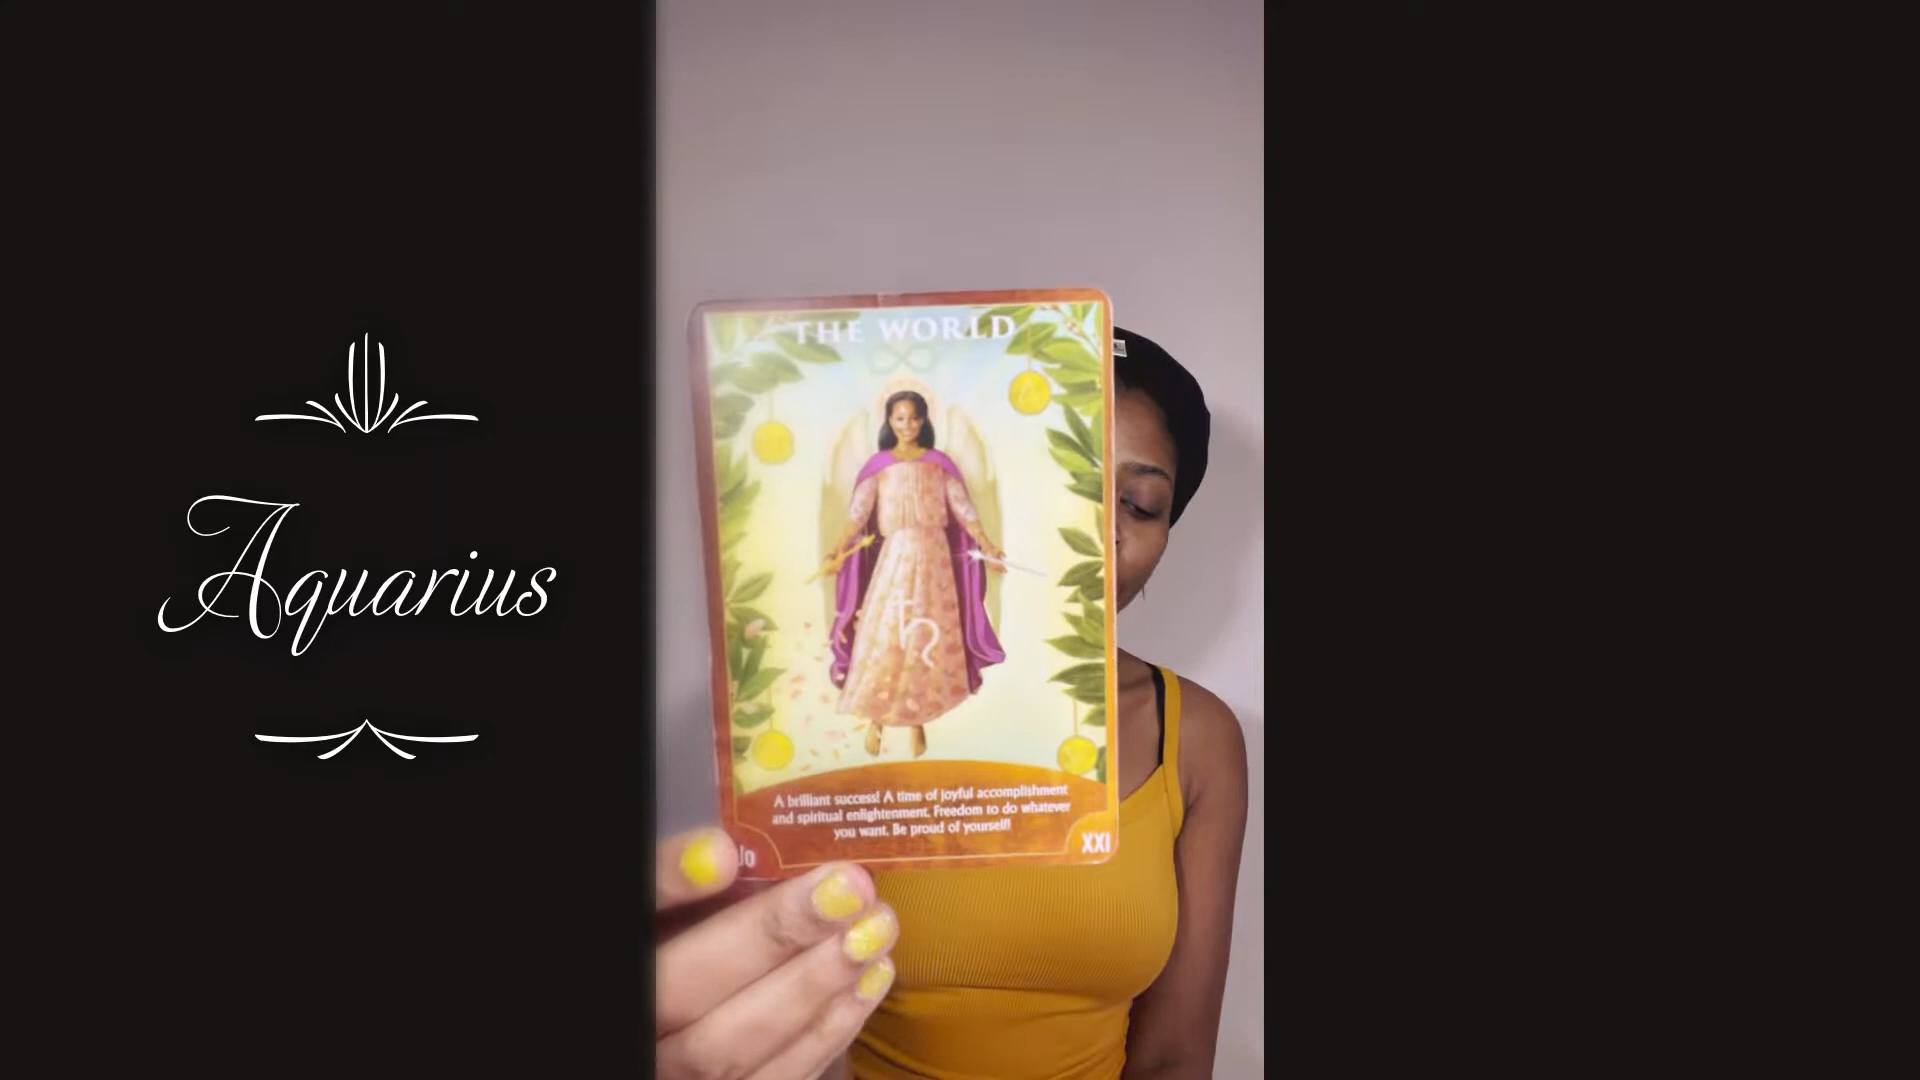 Aquarius
THE WORLD
A brilliant success! A time of joyful accomplishment
and spiritual enlightenment. Freedom to do whatever
you want. Be proud of yourself!
XXI